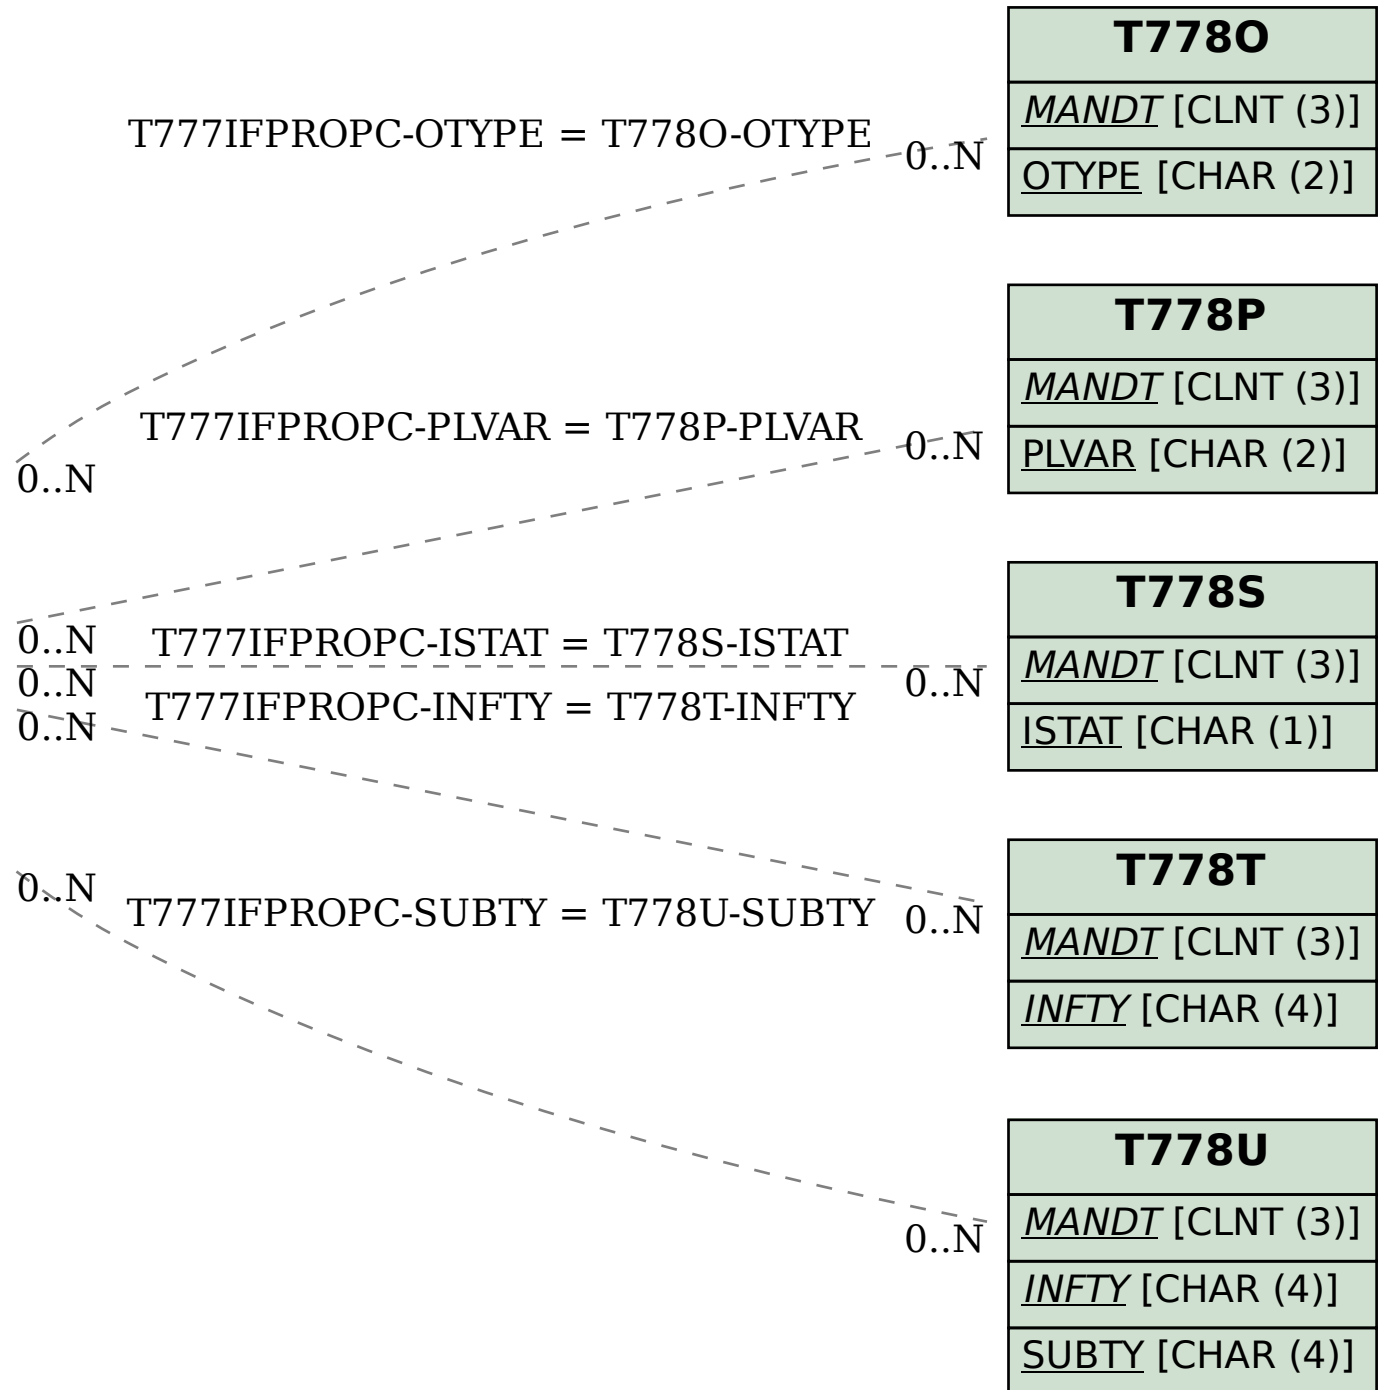 T778O
MANDT [CLNT (3)]
OTYPE [CHAR (2)]
T777IFPROPC-OTYPE = T778O-OTYPE
0..N
0..N
T778P
MANDT [CLNT (3)]
PLVAR [CHAR (2)]
T777IFPROPC-PLVAR = T778P-PLVAR
0..N
0..N
T778S
MANDT [CLNT (3)]
ISTAT [CHAR (1)]
T777IFPROPC-ISTAT = T778S-ISTAT
0..N
0..N
T777IFPROPC-INFTY = T778T-INFTY
0..N
0..N
T778T
MANDT [CLNT (3)]
INFTY [CHAR (4)]
T777IFPROPC-SUBTY = T778U-SUBTY
0..N
0..N
T778U
MANDT [CLNT (3)]
INFTY [CHAR (4)]
SUBTY [CHAR (4)]